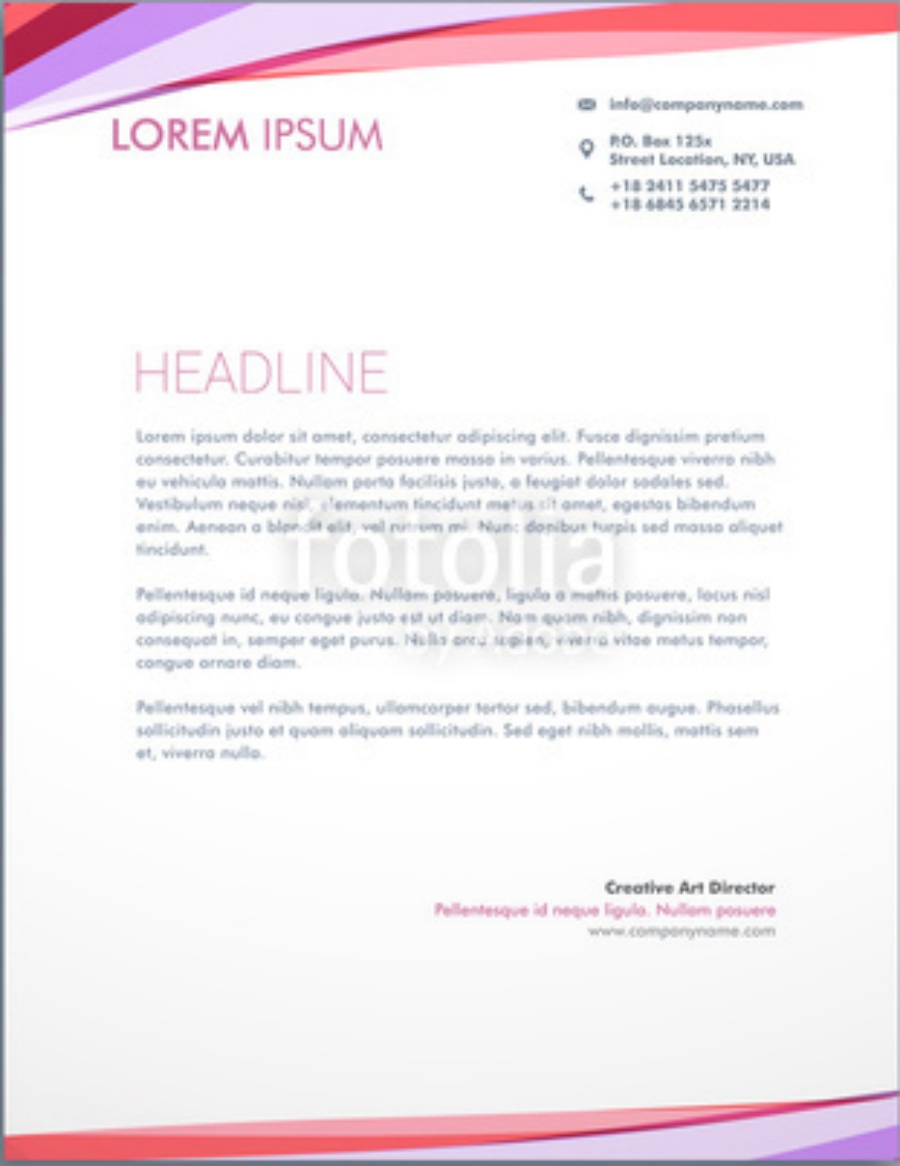 LOREM IPSUM
info@companyname.com
P.O. Box 125x
Street Location, NY, USA
+18 2411 5475 5477
+18 6845 6571 2214
HEADLINE
Lorem ipsum dolor sit amet, consectetur adipiscing elit. Fusce dignissim pretium
consectetur. Curabitur tempor posuere massa in varius. Pellentesque viverra nibh
eu vehicula mattis. Nullam porta facilisis justo, a feugiat dolor sodales sed.
Vestibulum neque nisl, elementum tincidunt metus sit amet, egestas bibendum
enim. Aenean a blandit elit, vel rutrum mi. Nunc dapibus turpis sed massa aliquet
tincidunt.
Pellentesque id neque ligula. Nullam posuere, ligula a mattis posuere, lacus nisl
adipiscing nunc, eu congue justo est ut diam. Nam quam nibh, dignissim non
consequat in, semper eget purus. Nulla arcu sapien, viverra vitae metus tempor,
congue ornare diam.
Pellentesque vel nibh tempus, ullamcorper tortor sed, bibendum augue. Phasellus
sollicitudin justo et quam aliquam sollicitudin. Sed eget nibh mollis, mattis sem
et, viverra nulla.
fotolia
by Adobe
Creative Art Director
Pellentesque id neque ligula. Nullam posuere
www.companyname.com